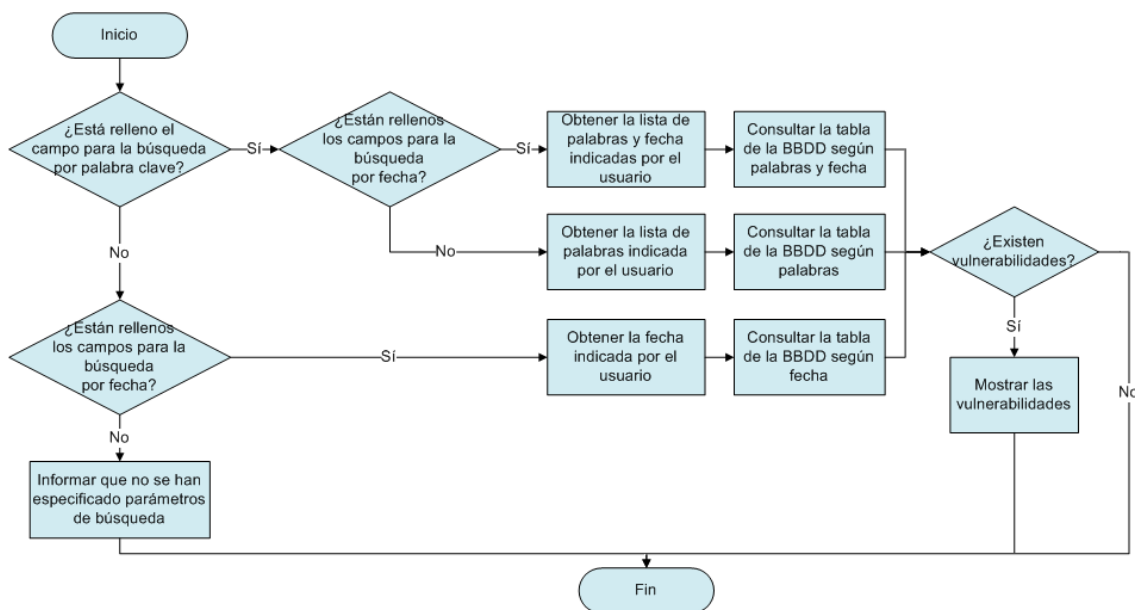 Inicio
¿Está relleno el
campo para la búsqueda
por palabra clave?
Sí
¿Están rellenos
los campos para la
búsqueda
por fecha?
Sí
Obtener la lista de
palabras y fecha
indicadas por el
usuario
Consultar la tabla
de la BBDD según
palabras y fecha
No
No
Obtener la lista de
palabras indicada
por el usuario
Consultar la tabla
de la BBDD según
palabras
¿Existen
vulnerabilidades?
¿Están rellenos
los campos para la
búsqueda
por fecha?
Sí
Obtener la fecha
indicada por el
usuario
Consultar la tabla
de la BBDD según
fecha
Sí
Mostrar las
vulnerabilidades
No
No
Informar que no se han
especificado parámetros
de búsqueda
Fin